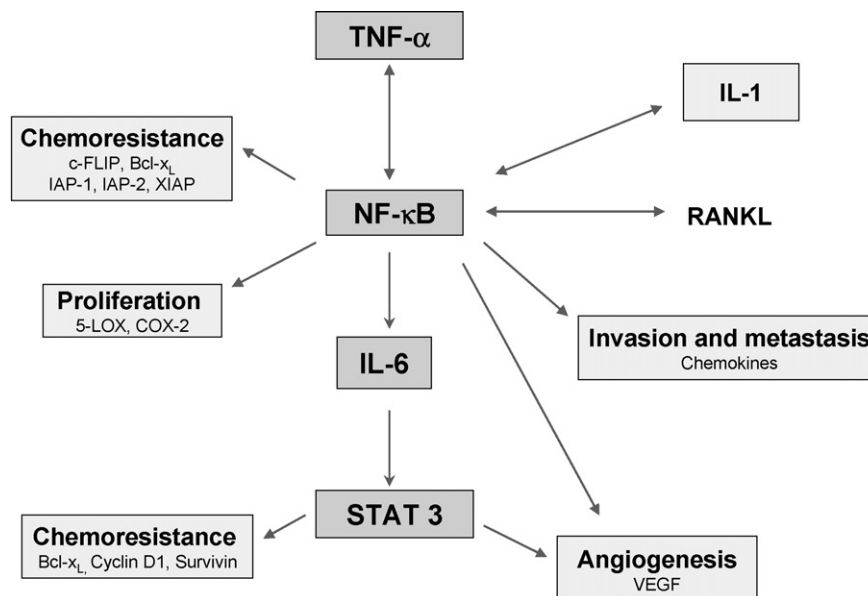 TNF-α
IL-1
Chemoresistance
c-FLIP, Bcl-xL
IAP-1, IAP-2, XIAP
NF-κB
RANKL
Proliferation
5-LOX, COX-2
Invasion and metastasis
Chemokines
IL-6
STAT 3
Chemoresistance
Bcl-xL, Cyclin D1, Survivin
Angiogenesis
VEGF